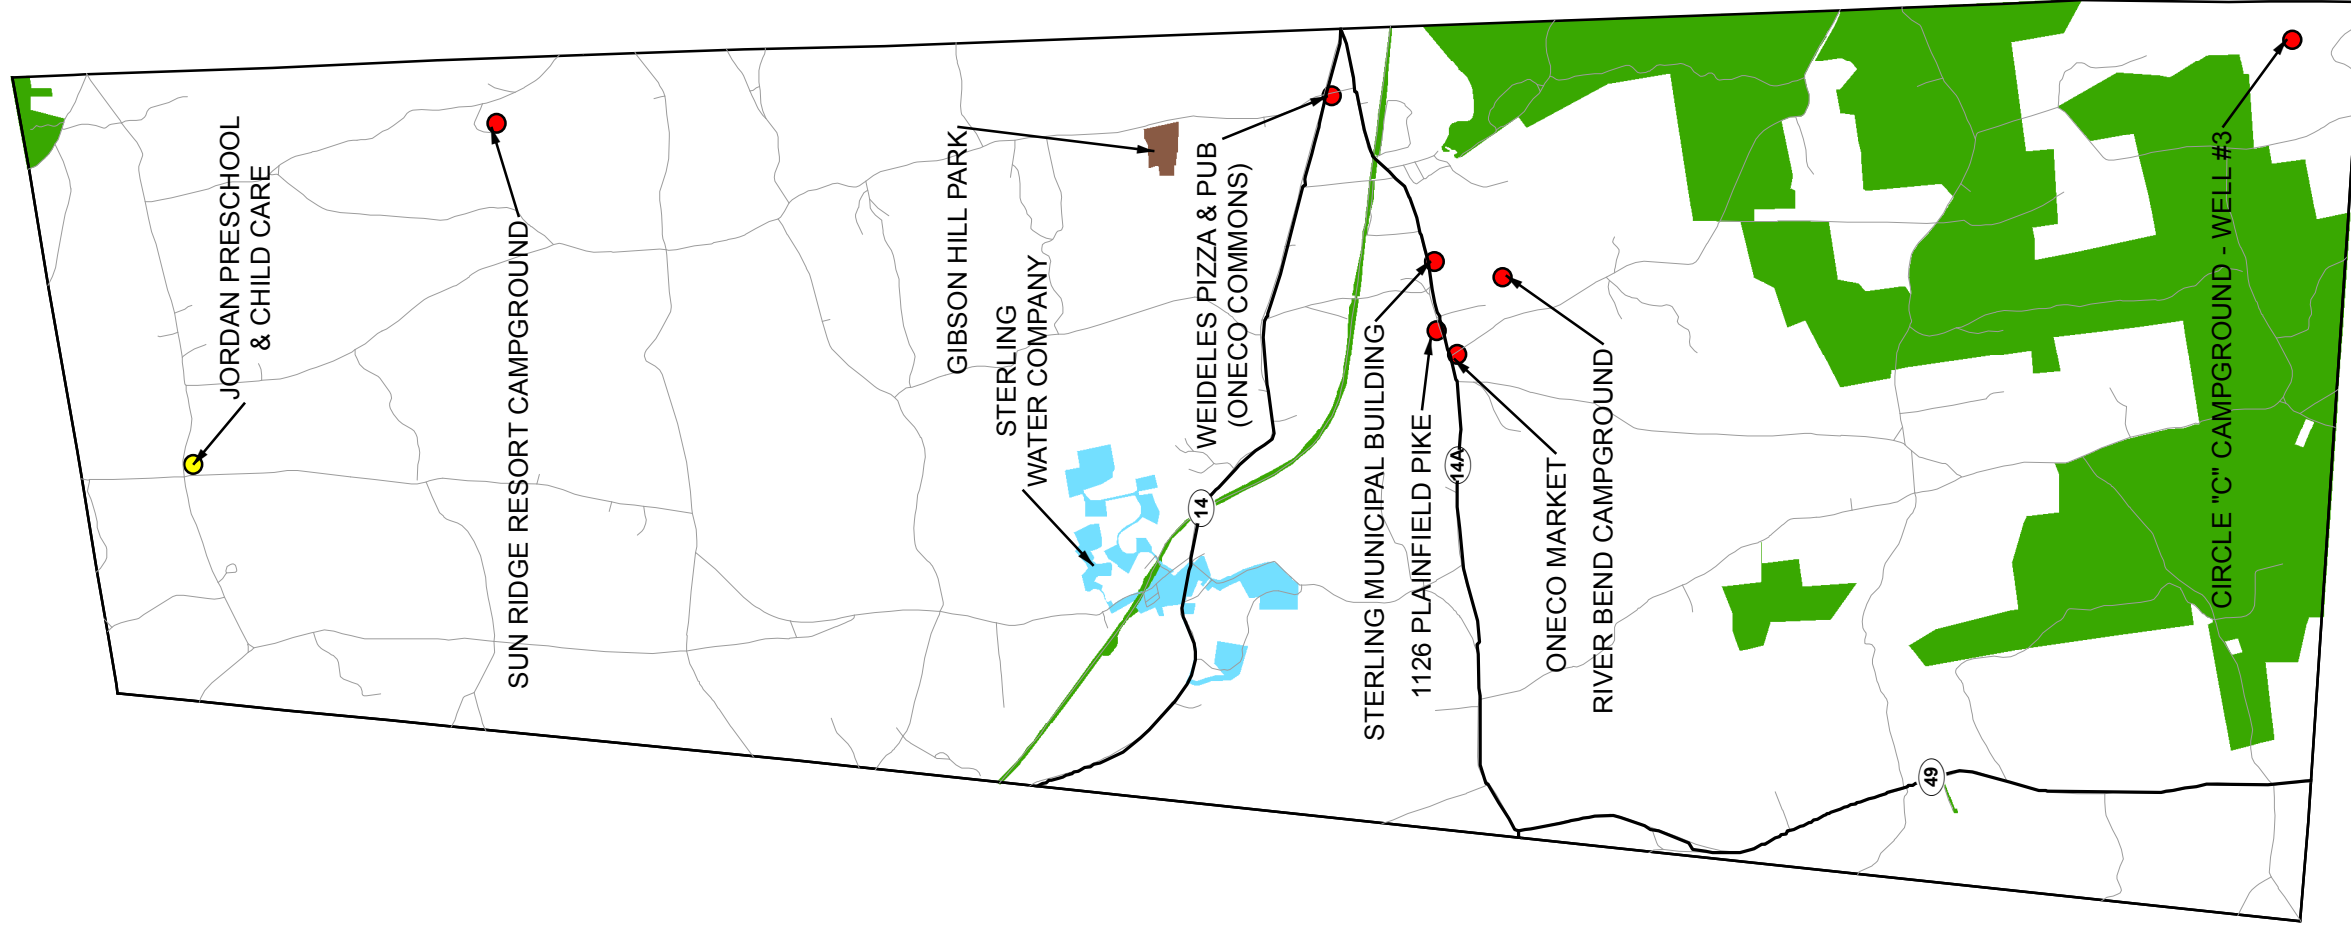 JORDAN PRESCHOOL
& CHILD CARE
SUN RIDGE RESORT CAMPGROUND
GIBSON HILL PARK
STERLING
WATER COMPANY
WEIDELES PIZZA & PUB
(ONECO COMMONS)
14
STERLING MUNICIPAL BUILDING
1126 PLAINFIELD PIKE
14A
ONECO MARKET
RIVER BEND CAMPGROUND
49
CIRCLE "C" CAMPGROUND - WELL #3